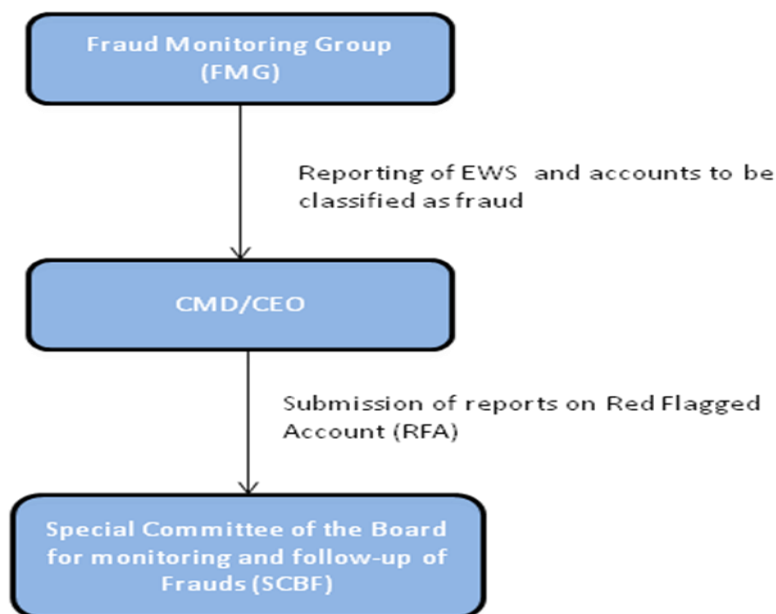 Fraud Monitoring Group
(FMG)
Reporting of EWS and accounts to be
classified as fraud
CMD/CEO
Submission of reports on Red Flagged
Account (RFA)
Special Committee of the Board
for monitoring and follow-up of
Frauds (SCBF)